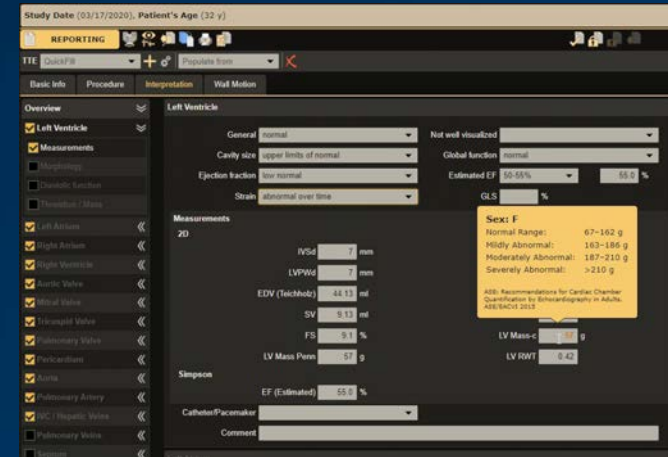 Study Date (03/17/2020), Patient's Age (32 y)
REPORTING
TTE QuickFill Populate from
Basic Info Procedure Interpretation Wall Motion
Overview
Left Ventricle
Measurements
Morphology
Diastolic function
Thrombus / Mass
Left Atrium
Right Atrium
Right Ventricle
Aortic Valve
Mitral Valve
Tricuspid Valve
Pulmonary Valve
Pericardium
Aorta
Pulmonary Artery
IVC / Hepatic Veins
Pulmonary Veins
Left Ventricle
General normal Not well visualized
Cavity size upper limits of normal Global function normal
Ejection fraction low normal Estimated EF 50-55% 55.0 %
Strain abnormal over time GLS %
Measurements
2D
IVSd 7 mm
LVPWd 7 mm
EDV (Teichholz) 44.13 ml
SV 9.13 ml
FS 9.1 % LV Mass-c 57 g
LV Mass Penn 57 g LV RWT 0.42
Simpson
EF (Estimated) 55.0 %
Catheter/Pacemaker
Comment
Sex: F
Normal Range: 67-162 g
Mildly Abnormal: 163-186 g
Moderately Abnormal: 187-210 g
Severely Abnormal: >210 g
ASE: Recommendations for Cardiac Chamber
Quantification by Echocardiography in Adults.
ASE/EACVI 2015